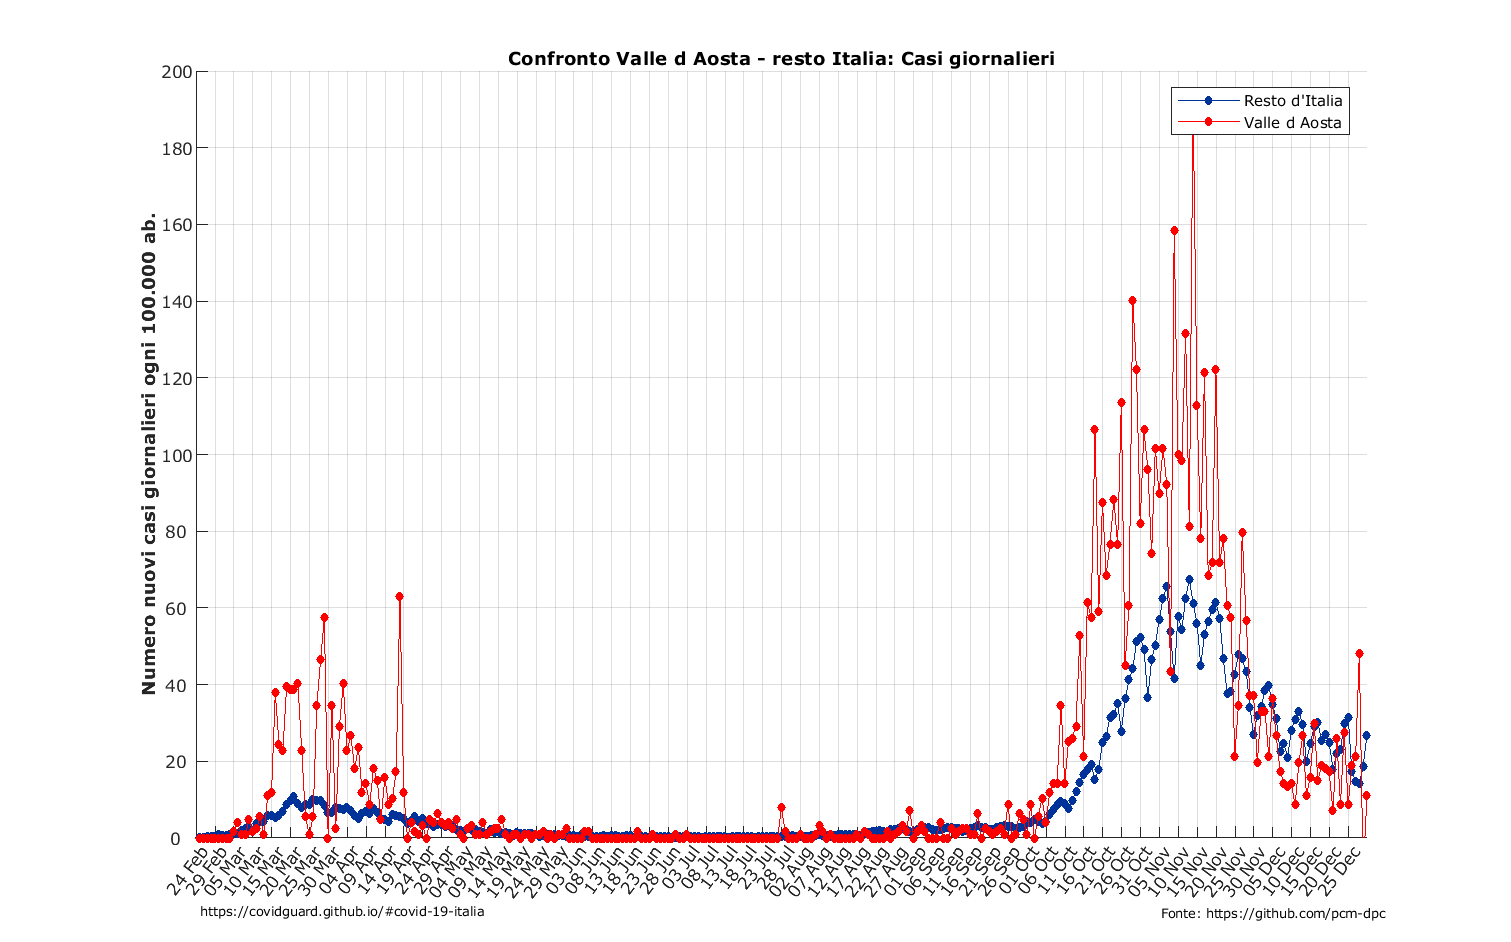 Confronto Valle d Aosta - resto Italia: Casi giornalieri
Resto d'Italia
Valle d Aosta
Numero nuovi casi giornalieri ogni 100.000 ab.
200
180
160
140
120
100
80
60
40
20
0
24 Feb
29 Feb
05 Mar
10 Mar
15 Mar
20 Mar
25 Mar
30 Mar
04 Apr
09 Apr
14 Apr
19 Apr
24 Apr
29 Apr
04 May
09 May
14 May
19 May
24 May
29 May
03 Jun
08 Jun
13 Jun
18 Jun
23 Jun
28 Jun
03 Jul
08 Jul
13 Jul
18 Jul
23 Jul
28 Jul
02 Aug
07 Aug
12 Aug
17 Aug
22 Aug
27 Aug
01 Sep
06 Sep
11 Sep
16 Sep
21 Sep
26 Sep
01 Oct
06 Oct
11 Oct
16 Oct
21 Oct
26 Oct
31 Oct
05 Nov
10 Nov
15 Nov
20 Nov
25 Nov
30 Nov
05 Dec
10 Dec
15 Dec
20 Dec
25 Dec
https://covidguard.github.io/#covid-19-italia
Fonte: https://github.com/pcm-dpc